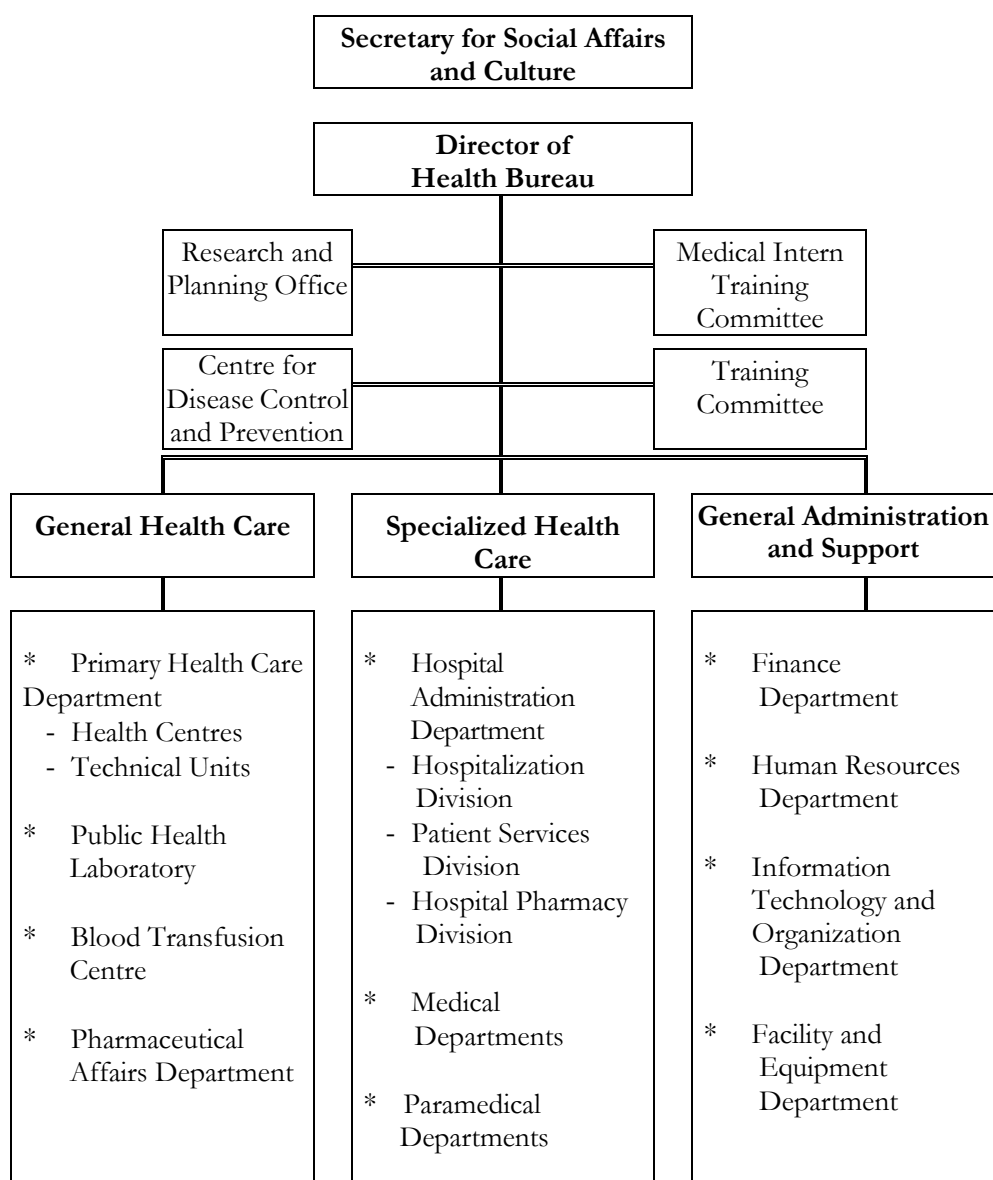 Secretary for Social Affairs
and Culture
Director of
Health Bureau
Research and
Planning Office
Medical Intern
Training
Committee
Centre for
Disease Control
and Prevention
Training
Committee
General Health Care
Specialized Health
Care
General Administration
and Support
* Primary Health Care
Department
- Health Centres
- Technical Units
* Public Health
Laboratory
* Blood Transfusion
Centre
* Pharmaceutical
Affairs Department
* Hospital
Administration
Department
- Hospitalization
Division
- Patient Services
Division
- Hospital Pharmacy
Division
* Medical
Departments
* Paramedical
Departments
* Finance
Department
* Human Resources
Department
* Information
Technology and
Organization
Department
* Facility and
Equipment
Department